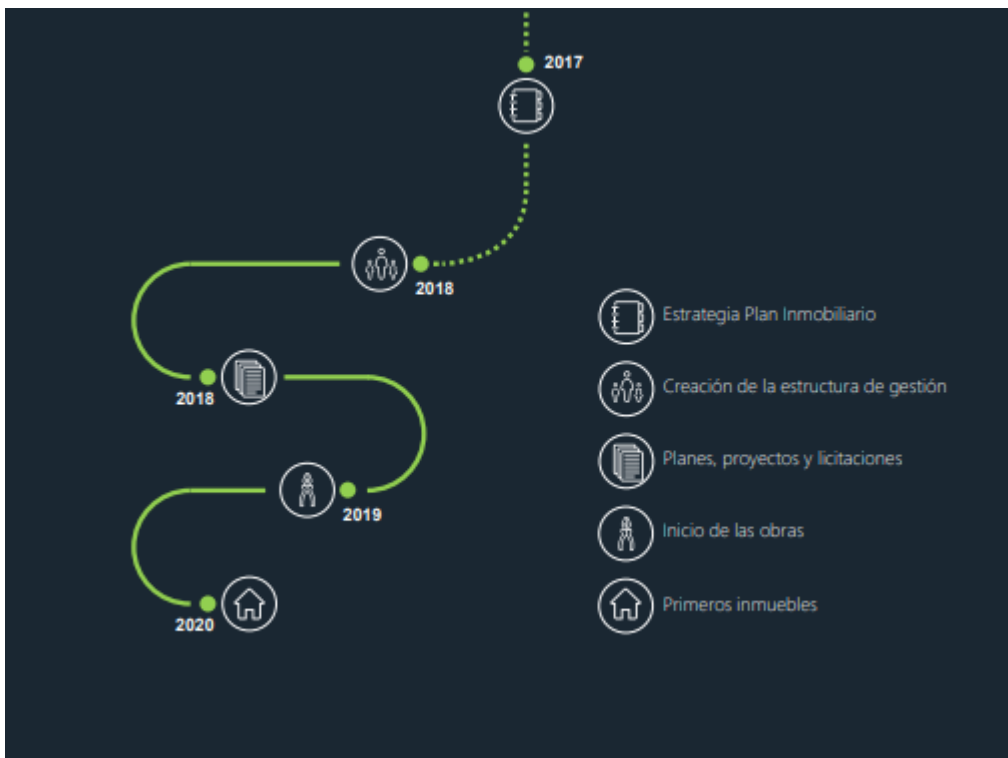 2017
2018
2018
2019
2020
Estrategia Plan Inmobiliario
Creación de la estructura de gestión
Planes, proyectos y licitaciones
Inicio de las obras
Primeros inmuebles